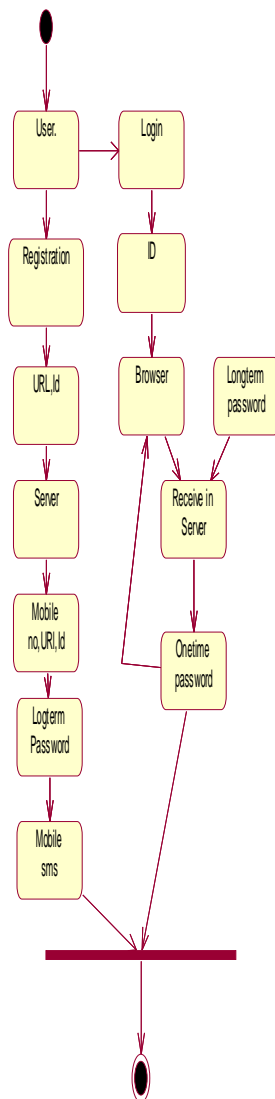 User.
Login
Registration
ID
URL,Id
Browser
Longterm
password
Server
Receive in
Server
Mobile
no,URl,Id
Onetime
password
Logterm
Password
Mobile
sms